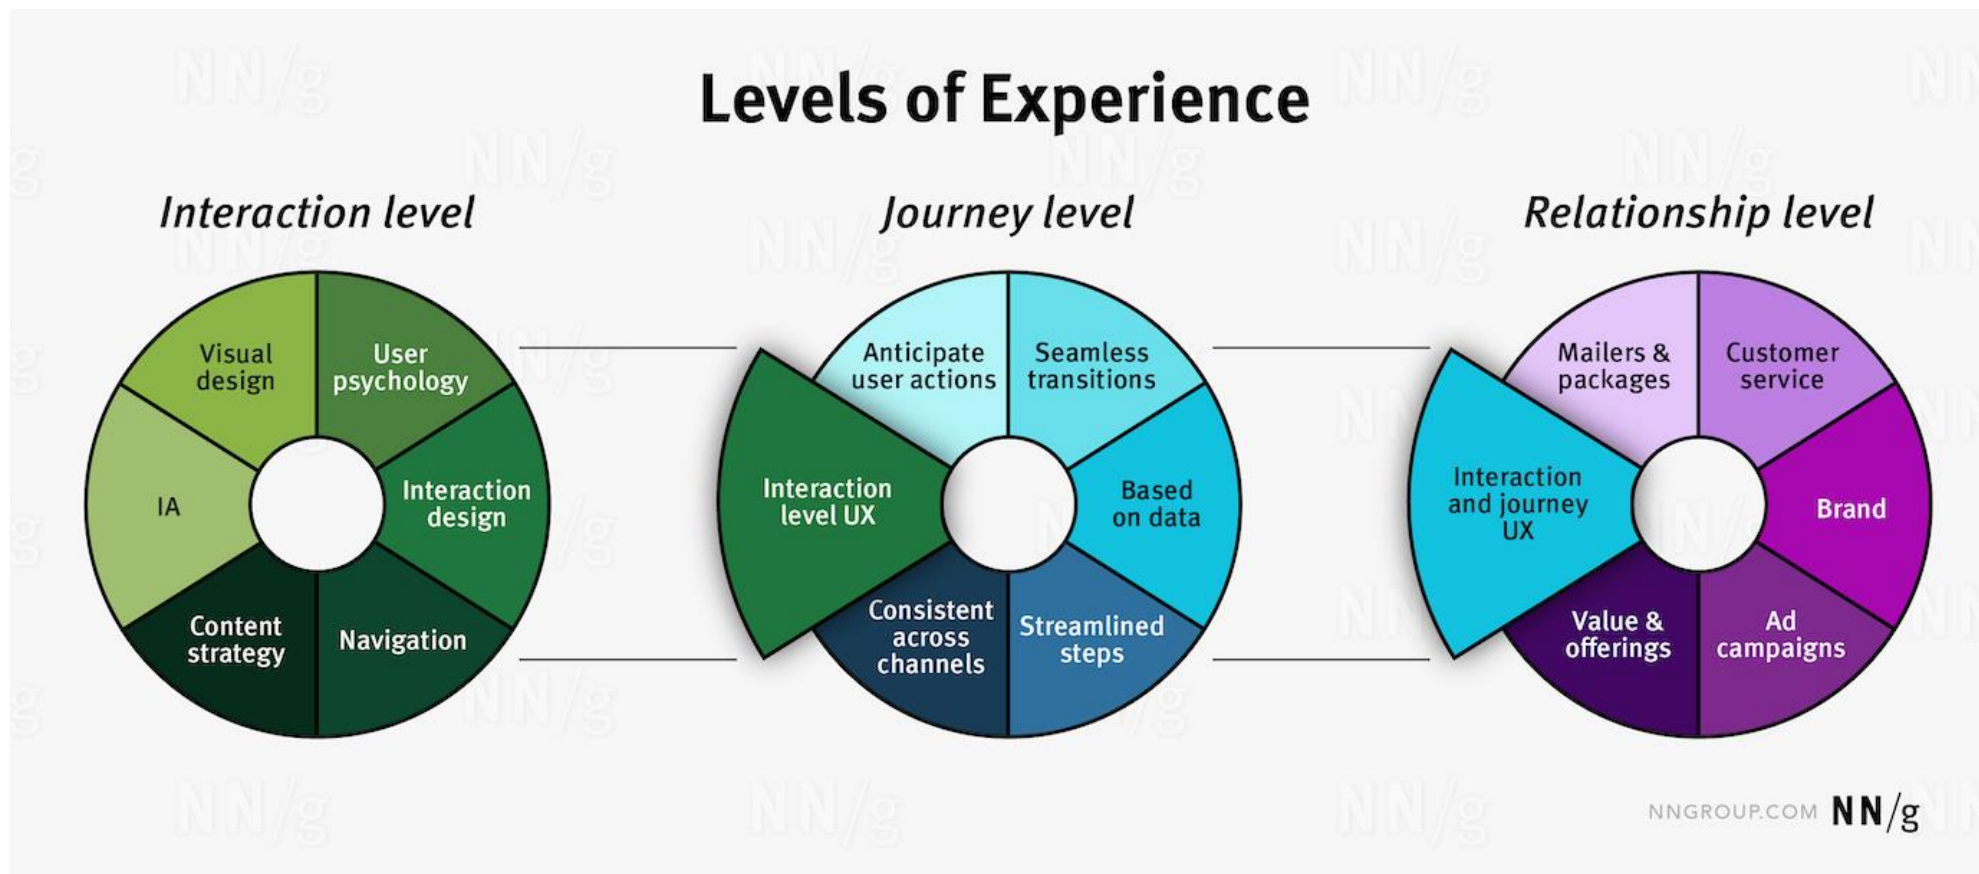 Levels of Experience
Interaction level
Visual
design
User
psychology
IA
Interaction
design
Content
strategy
Navigation
Journey level
Anticipate
user actions
Seamless
transitions
Interaction
level UX
Based
on data
Consistent
across
channels
Streamlined
steps
Relationship level
Mailers &
packages
Customer
service
Interaction
and journey
UX
Brand
Value &
offerings
Ad
campaigns
NNGROUP.COM NN/g